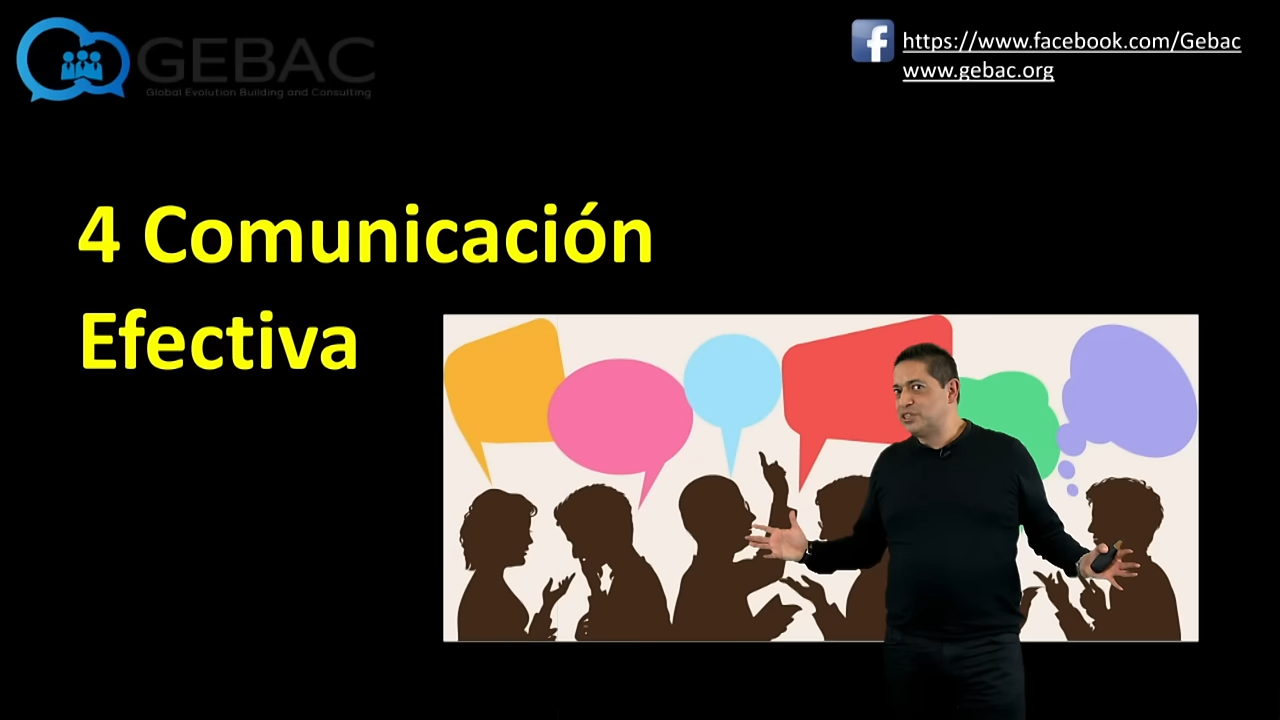 GEBAC
Global Evolution Building and Consulting
https://www.facebook.com/Gebac
www.gebac.org
4 Comunicación
Efectiva